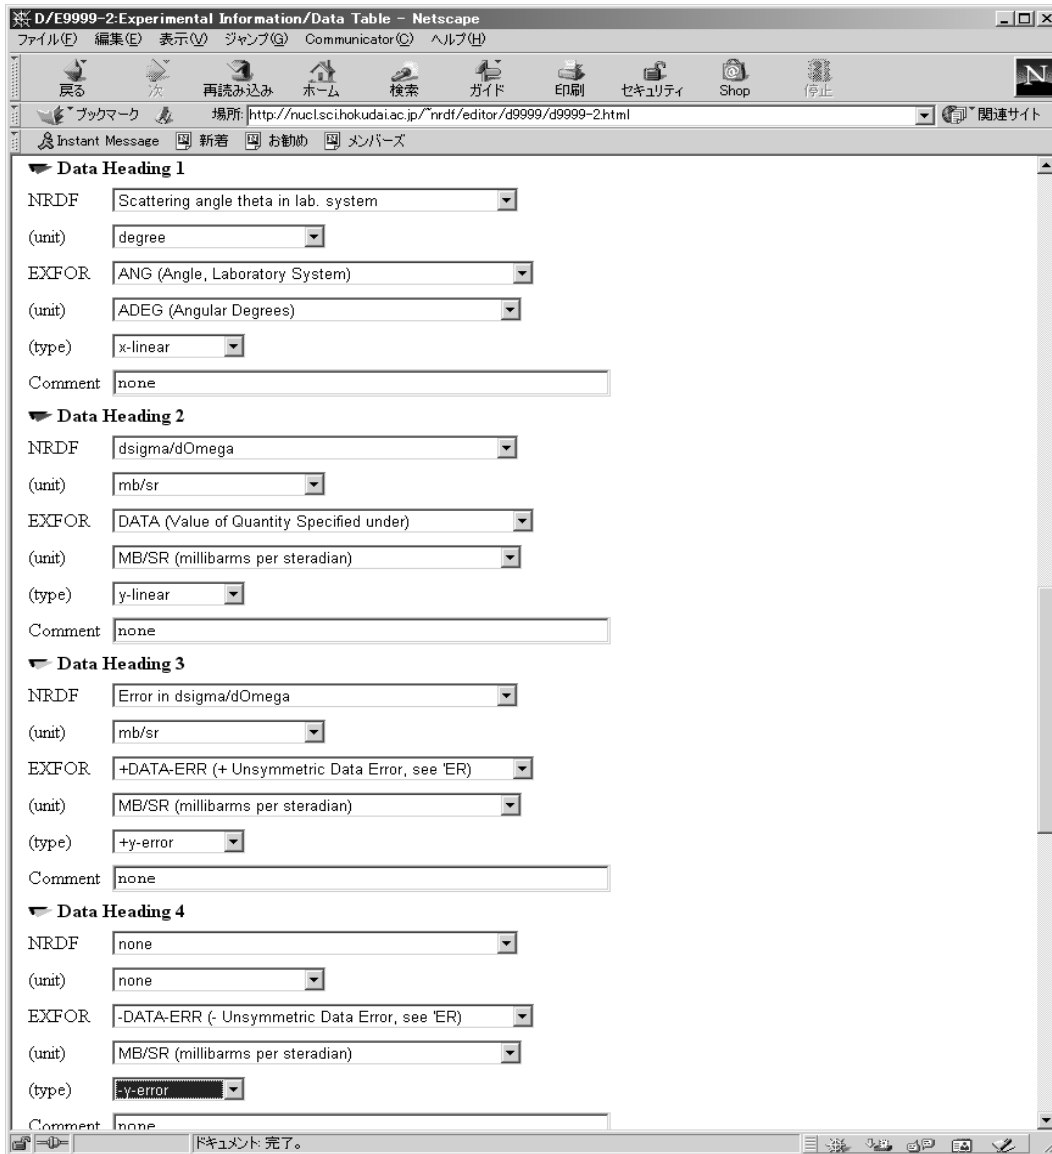 D/E9999-2:Experimental Information/Data Table - Netscape
ファイル(F) 編集(E) 表示(V) ジャンプ(G) Communicator(C) ヘルプ(H)
戻る 次 再読み込み ホーム 検索 ガイド 印刷 セキュリティ Shop 停止 N
ブックマーク 場所: http://nucl.sci.hokudai.ac.jp/~nrdf/editor/d9999/d9999-2.html 関連サイト
Instant Message 新着 お勧め メンバーズ
Data Heading 1
NRDF Scattering angle theta in lab. system
(unit) degree
EXFOR ANG (Angle, Laboratory System)
(unit) ADEG (Angular Degrees)
(type) x-linear
Comment none
Data Heading 2
NRDF dsigma/dOmega
(unit) mb/sr
EXFOR DATA (Value of Quantity Specified under)
(unit) MB/SR (millibarms per steradian)
(type) y-linear
Comment none
Data Heading 3
NRDF Error in dsigma/dOmega
(unit) mb/sr
EXFOR +DATA-ERR (+ Unsymmetric Data Error, see 'ER)
(unit) MB/SR (millibarms per steradian)
(type) +y-error
Comment none
Data Heading 4
NRDF none
(unit) none
EXFOR -DATA-ERR (- Unsymmetric Data Error, see 'ER)
(unit) MB/SR (millibarms per steradian)
(type) -y-error
Comment none
ドキュメント: 完了。